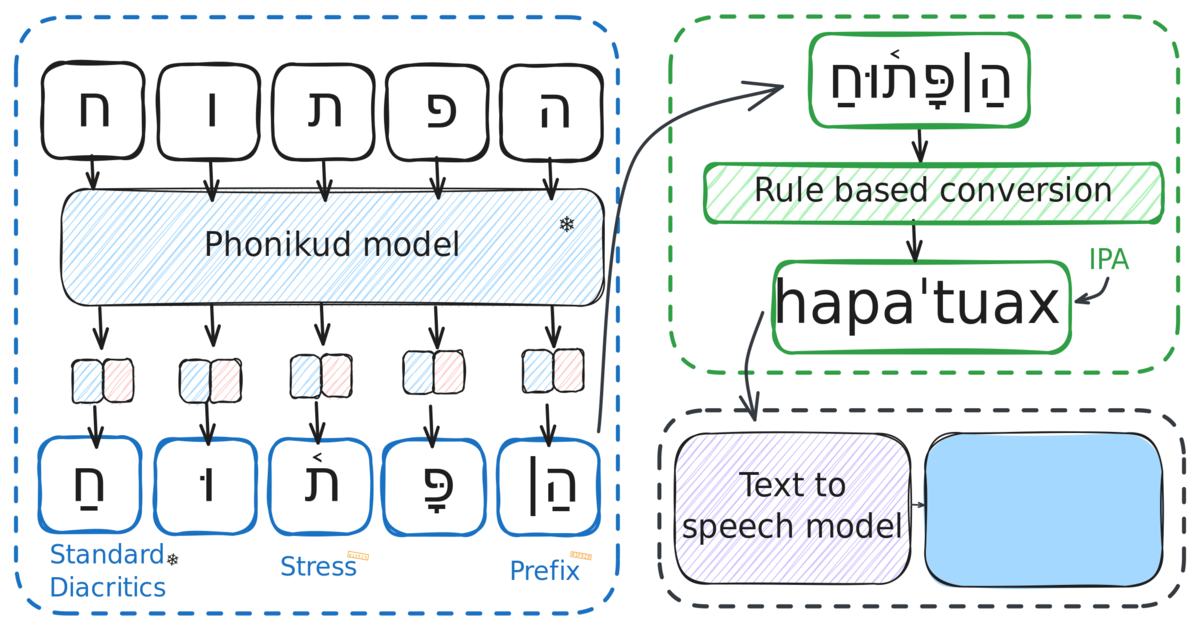 ה פ ת ו ח
Phonikud model
הַ| פָּ ת֫ וּ חַ
Standard Diacritics
Stress
Prefix
הַ|פָּת֫וּחַ
Rule based conversion
IPA
hapaˈtuax
Text to
speech model